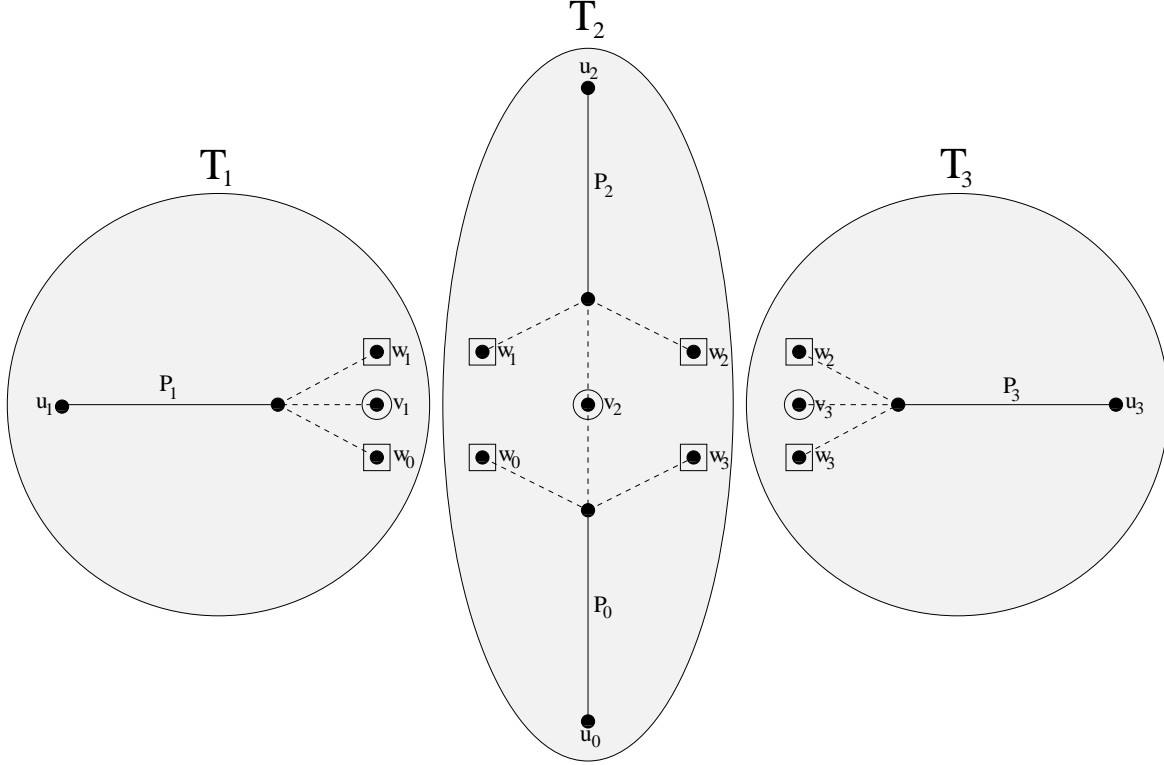 T₂
u₂
T₁
T₃
P₂
w₁
w₁
w₂
w₂
P₁
P₃
u₁
v₁
v₂
v₃
u₃
w₀
w₀
w₃
w₃
P₀
u₀